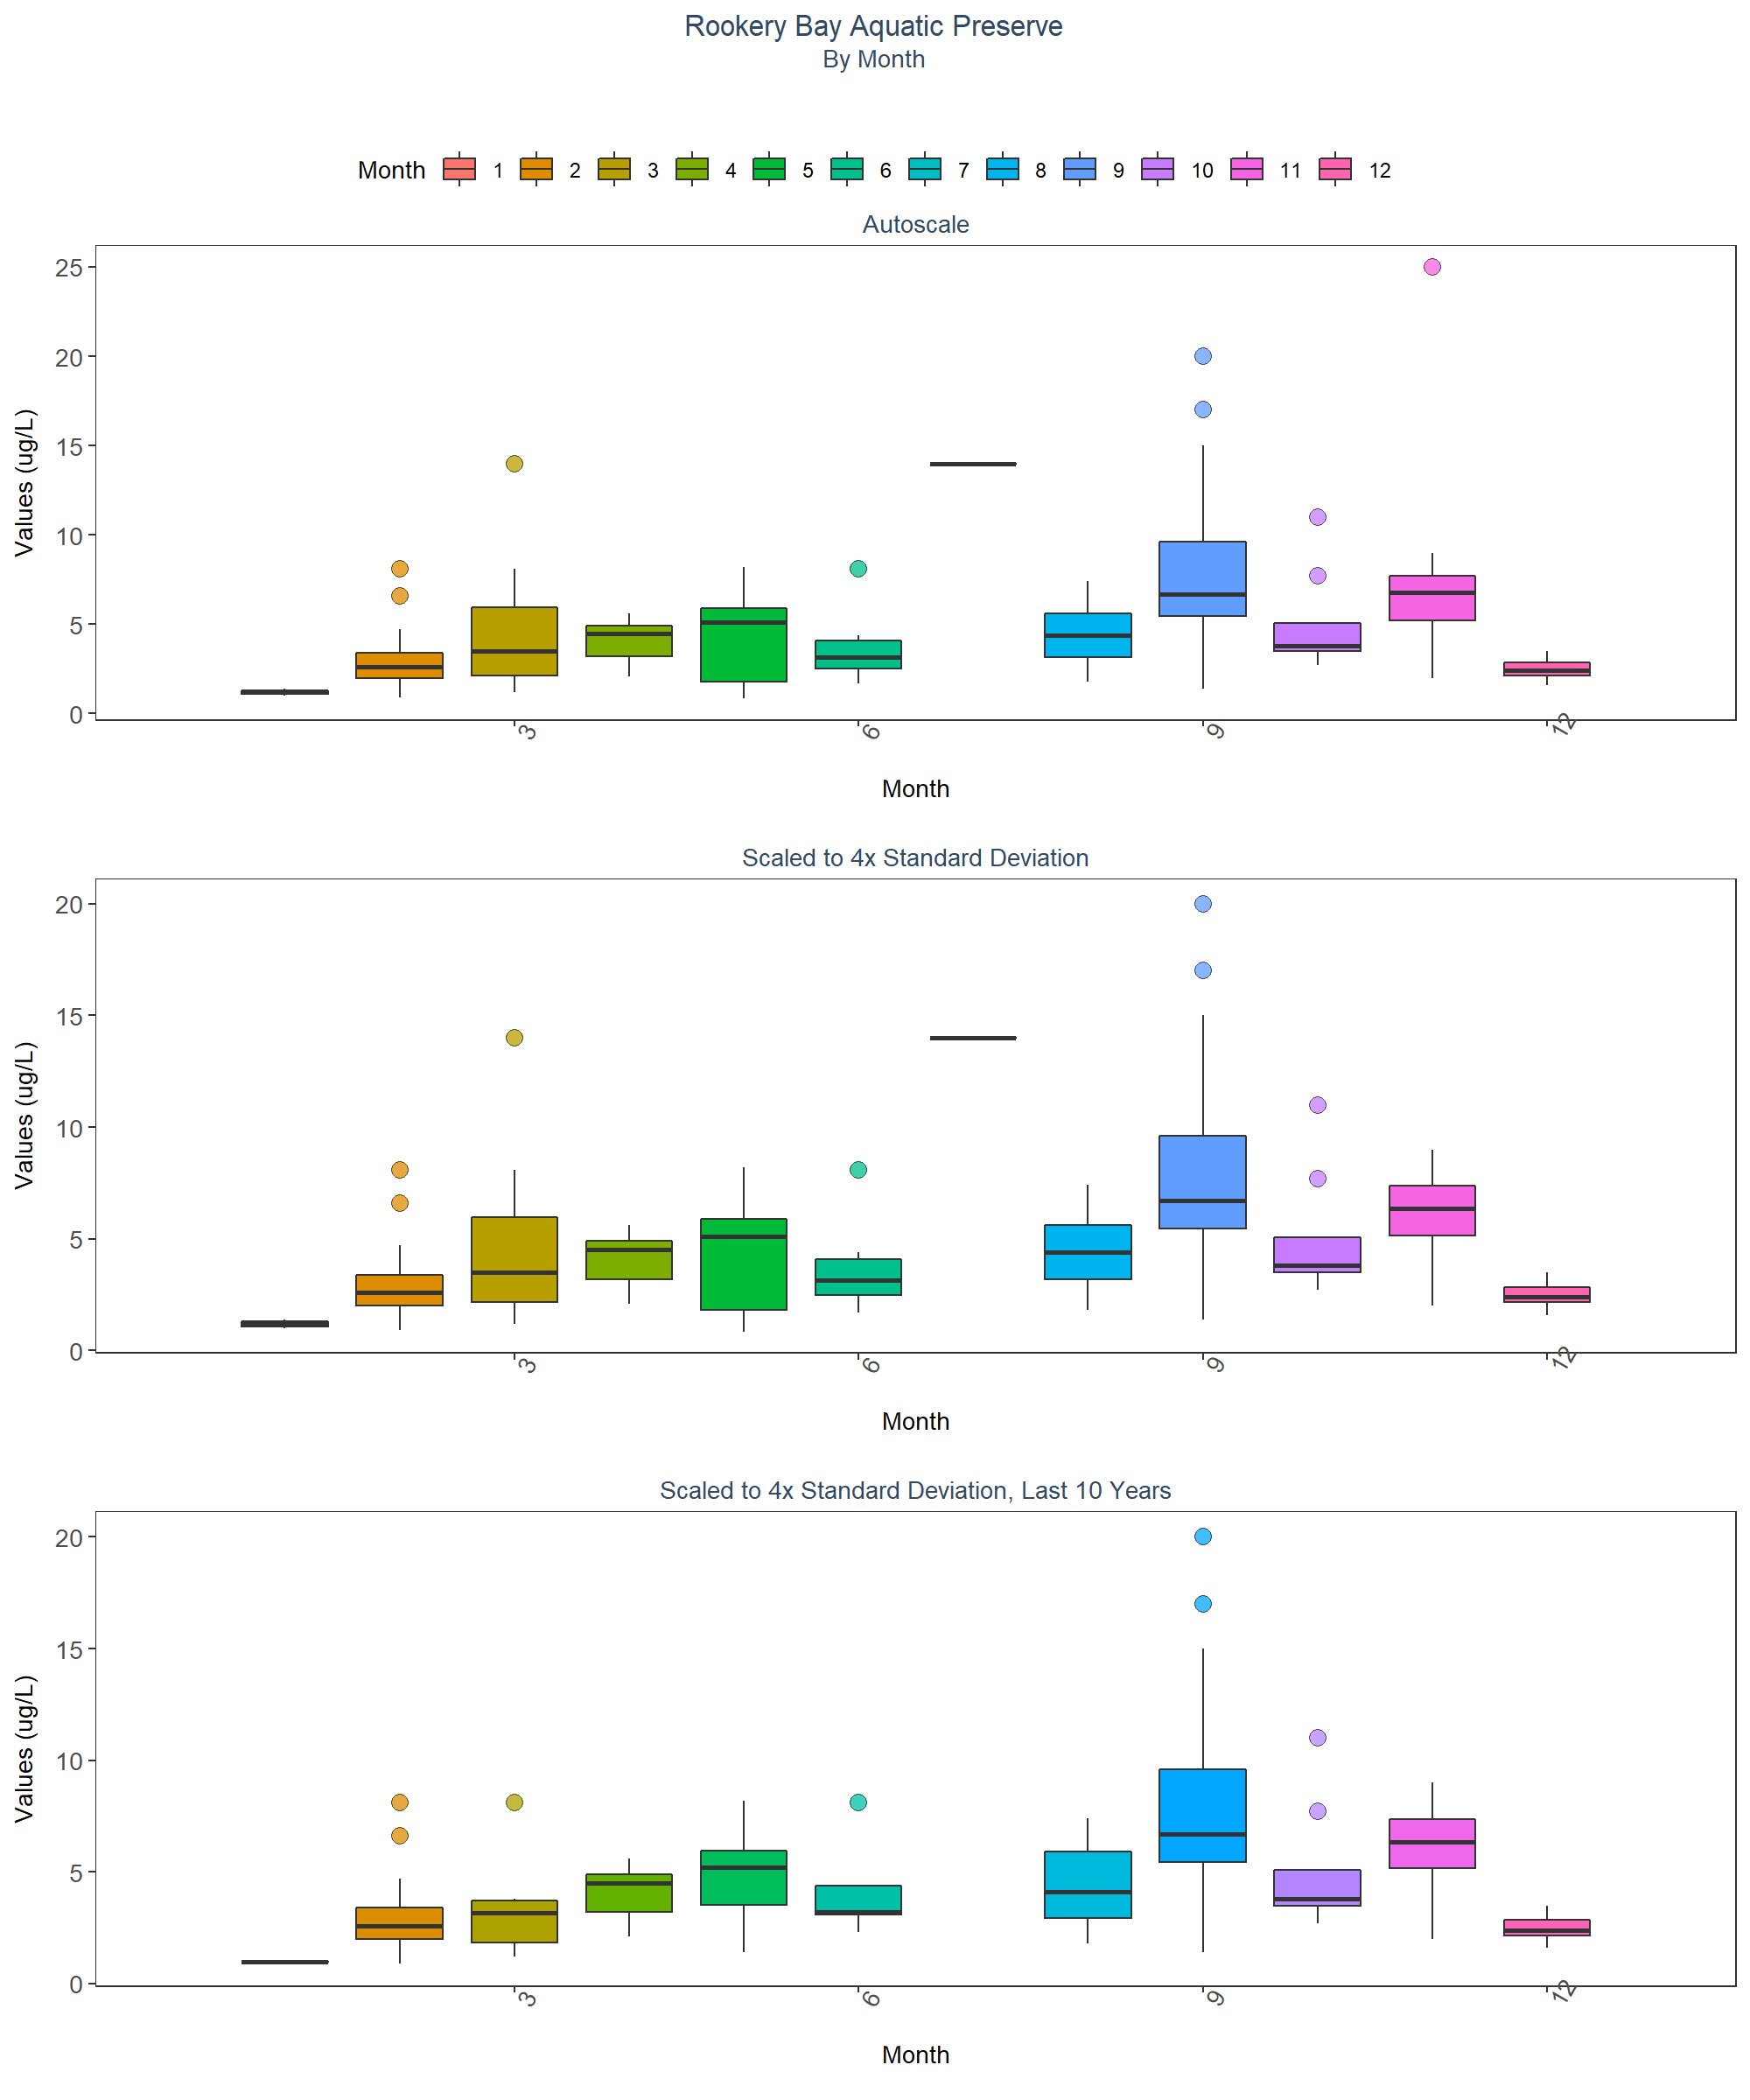 Rookery Bay Aquatic Preserve
By Month
Month 1 2 3 4 5 6 7 8 9 10 11 12
Autoscale
Values (ug/L)
25
20
15
10
5
0
3 6 9 12
Month
Scaled to 4x Standard Deviation
Values (ug/L)
20
15
10
5
0
3 6 9 12
Month
Scaled to 4x Standard Deviation, Last 10 Years
Values (ug/L)
20
15
10
5
0
3 6 9 12
Month